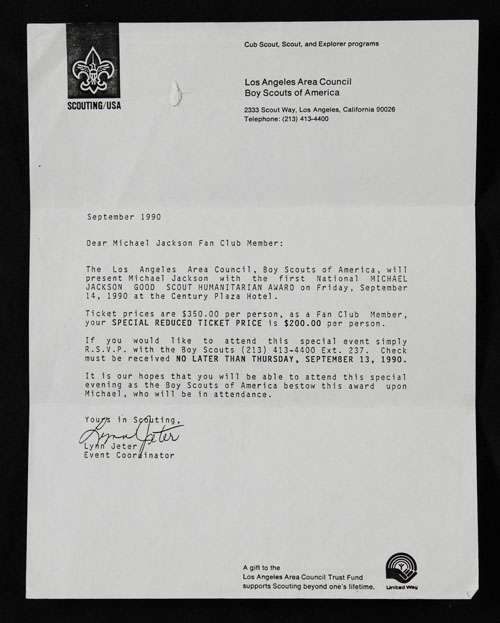 SCOUTING/USA
Cub Scout, Scout, and Explorer programs
Los Angeles Area Council
Boy Scouts of America
2333 Scout Way, Los Angeles, California 90026
Telephone: (213) 413-4400
September 1990
Dear Michael Jackson Fan Club Member:
The Los Angeles Area Council, Boy Scouts of America, will
present Michael Jackson with the first National MICHAEL
JACKSON GOOD SCOUT HUMANITARIAN AWARD on Friday, September
14, 1990 at the Century Plaza Hotel.
Ticket prices are $350.00 per person, as a Fan Club Member,
your SPECIAL REDUCED TICKET PRICE is $200.00 per person.
If you would like to attend this special event simply
R.S.V.P. with the Boy Scouts (213) 413-4400 Ext. 237. Check
must be received NO LATER THAN THURSDAY, SEPTEMBER 13, 1990.
It is our hopes that you will be able to attend this special
evening as the Boy Scouts of America bestow this award upon
Michael, who will be in attendance.
Yours in Scouting,
Lynn Jeter
Lynn Jeter
Event Coordinator
A gift to the
Los Angeles Area Council Trust Fund
supports Scouting beyond one's lifetime.
United Way